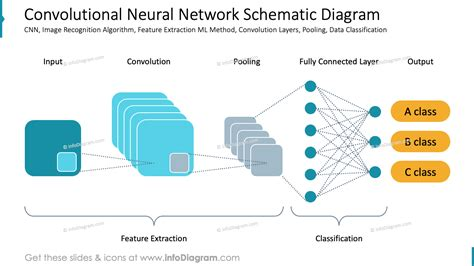 Convolutional Neural Network Schematic Diagram
CNN, Image Recognition Algorithm, Feature Extraction ML Method, Convolution Layers, Pooling, Data Classification
Input
Convolution
Pooling
Fully Connected Layer
Output
A class
B class
C class
Feature Extraction
Classification
Get these slides & icons at www.infoDiagram.com